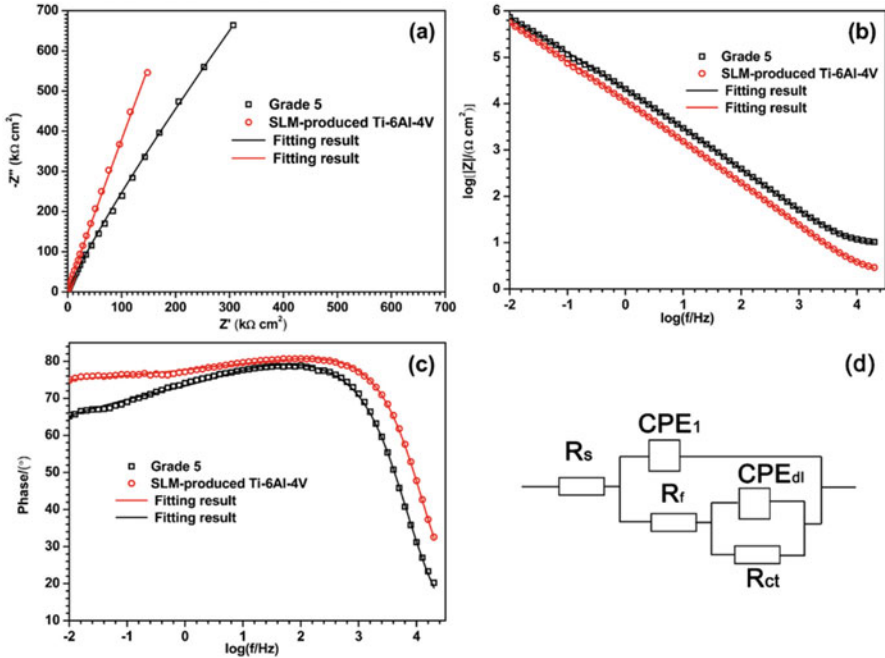 (a)
700
600
500
400
300
200
100
0
-Z'' (kΩ cm²)
Grade 5
SLM-produced Ti-6Al-4V
Fitting result
Fitting result
0 100 200 300 400 500 600 700
Z' (kΩ cm²)
(b)
6
5
4
3
2
1
0
log[|Z|/(Ω cm²)]
Grade 5
SLM-produced Ti-6Al-4V
Fitting result
Fitting result
-2 -1 0 1 2 3 4
log(f/Hz)
(c)
90
80
70
60
50
40
30
20
10
Phase/(°)
Grade 5
SLM-produced Ti-6Al-4V
Fitting result
Fitting result
-2 -1 0 1 2 3 4
log(f/Hz)
(d)
CPE₁
Rs
CPEdl
Rf
Rct